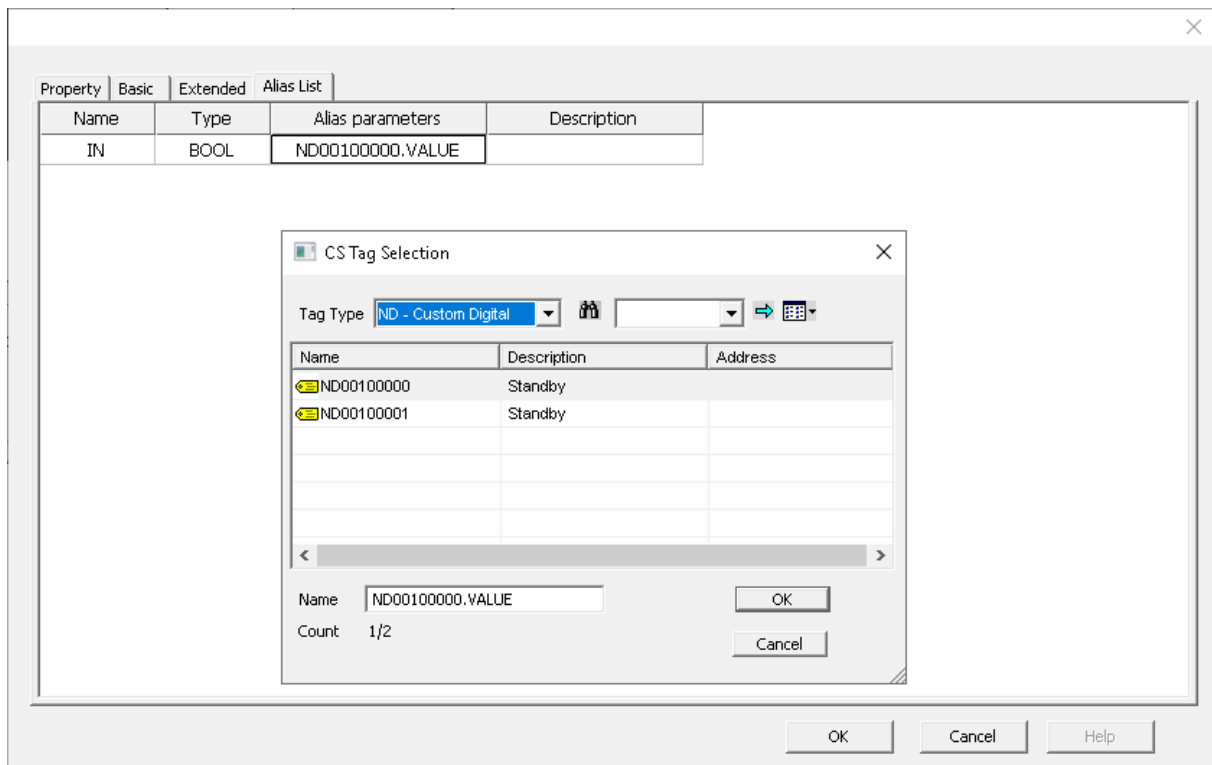 Property Basic Extended Alias List
Name Type Alias parameters Description
IN BOOL ND00100000.VALUE
CS Tag Selection
Tag Type ND - Custom Digital
Name Description Address
ND00100000 Standby
ND00100001 Standby
Name ND00100000.VALUE OK
Count 1/2
Cancel
OK Cancel Help